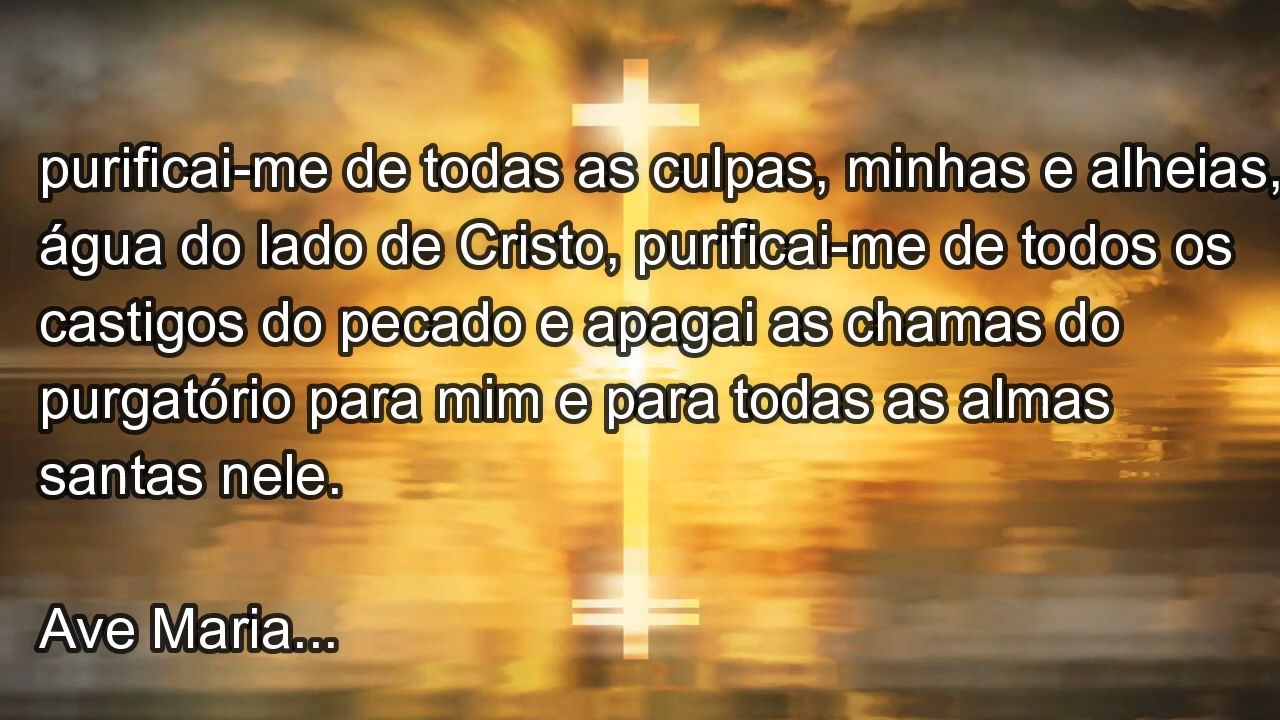 purificai-me de todas as culpas, minhas e alheias,
água do lado de Cristo, purificai-me de todos os
castigos do pecado e apagai as chamas do
purgatório para mim e para todas as almas
santas nele.
Ave Maria...